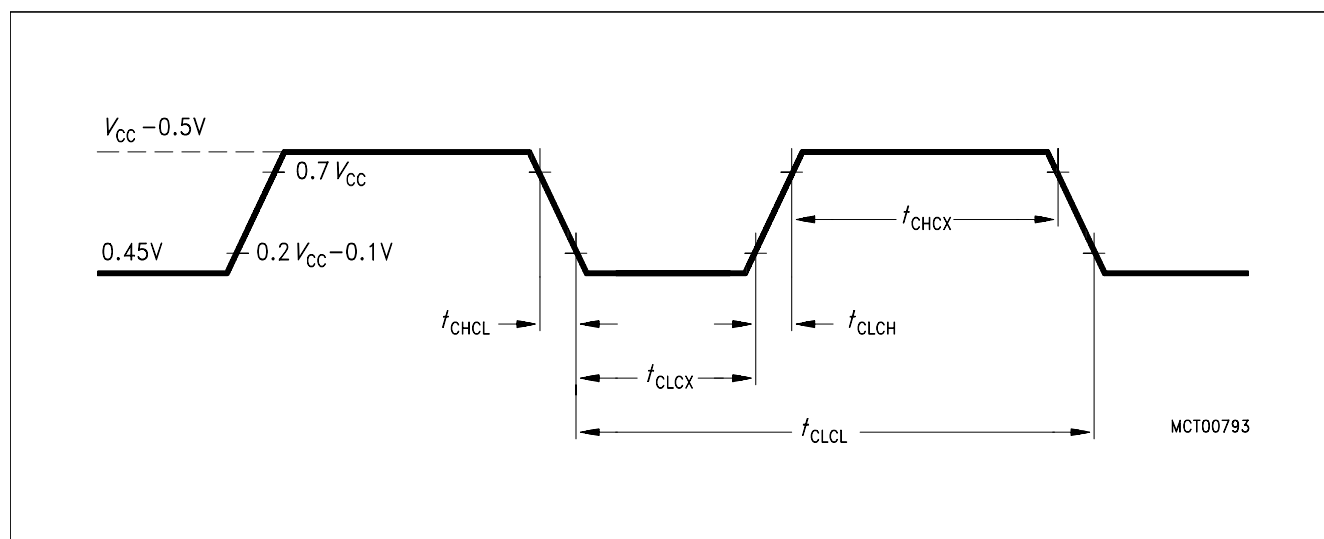 V_CC −0.5V
0.7 V_CC
0.45V
0.2 V_CC −0.1V
t_CHCX
t_CHCL
t_CLCH
t_CLCX
t_CLCL
MCT00793